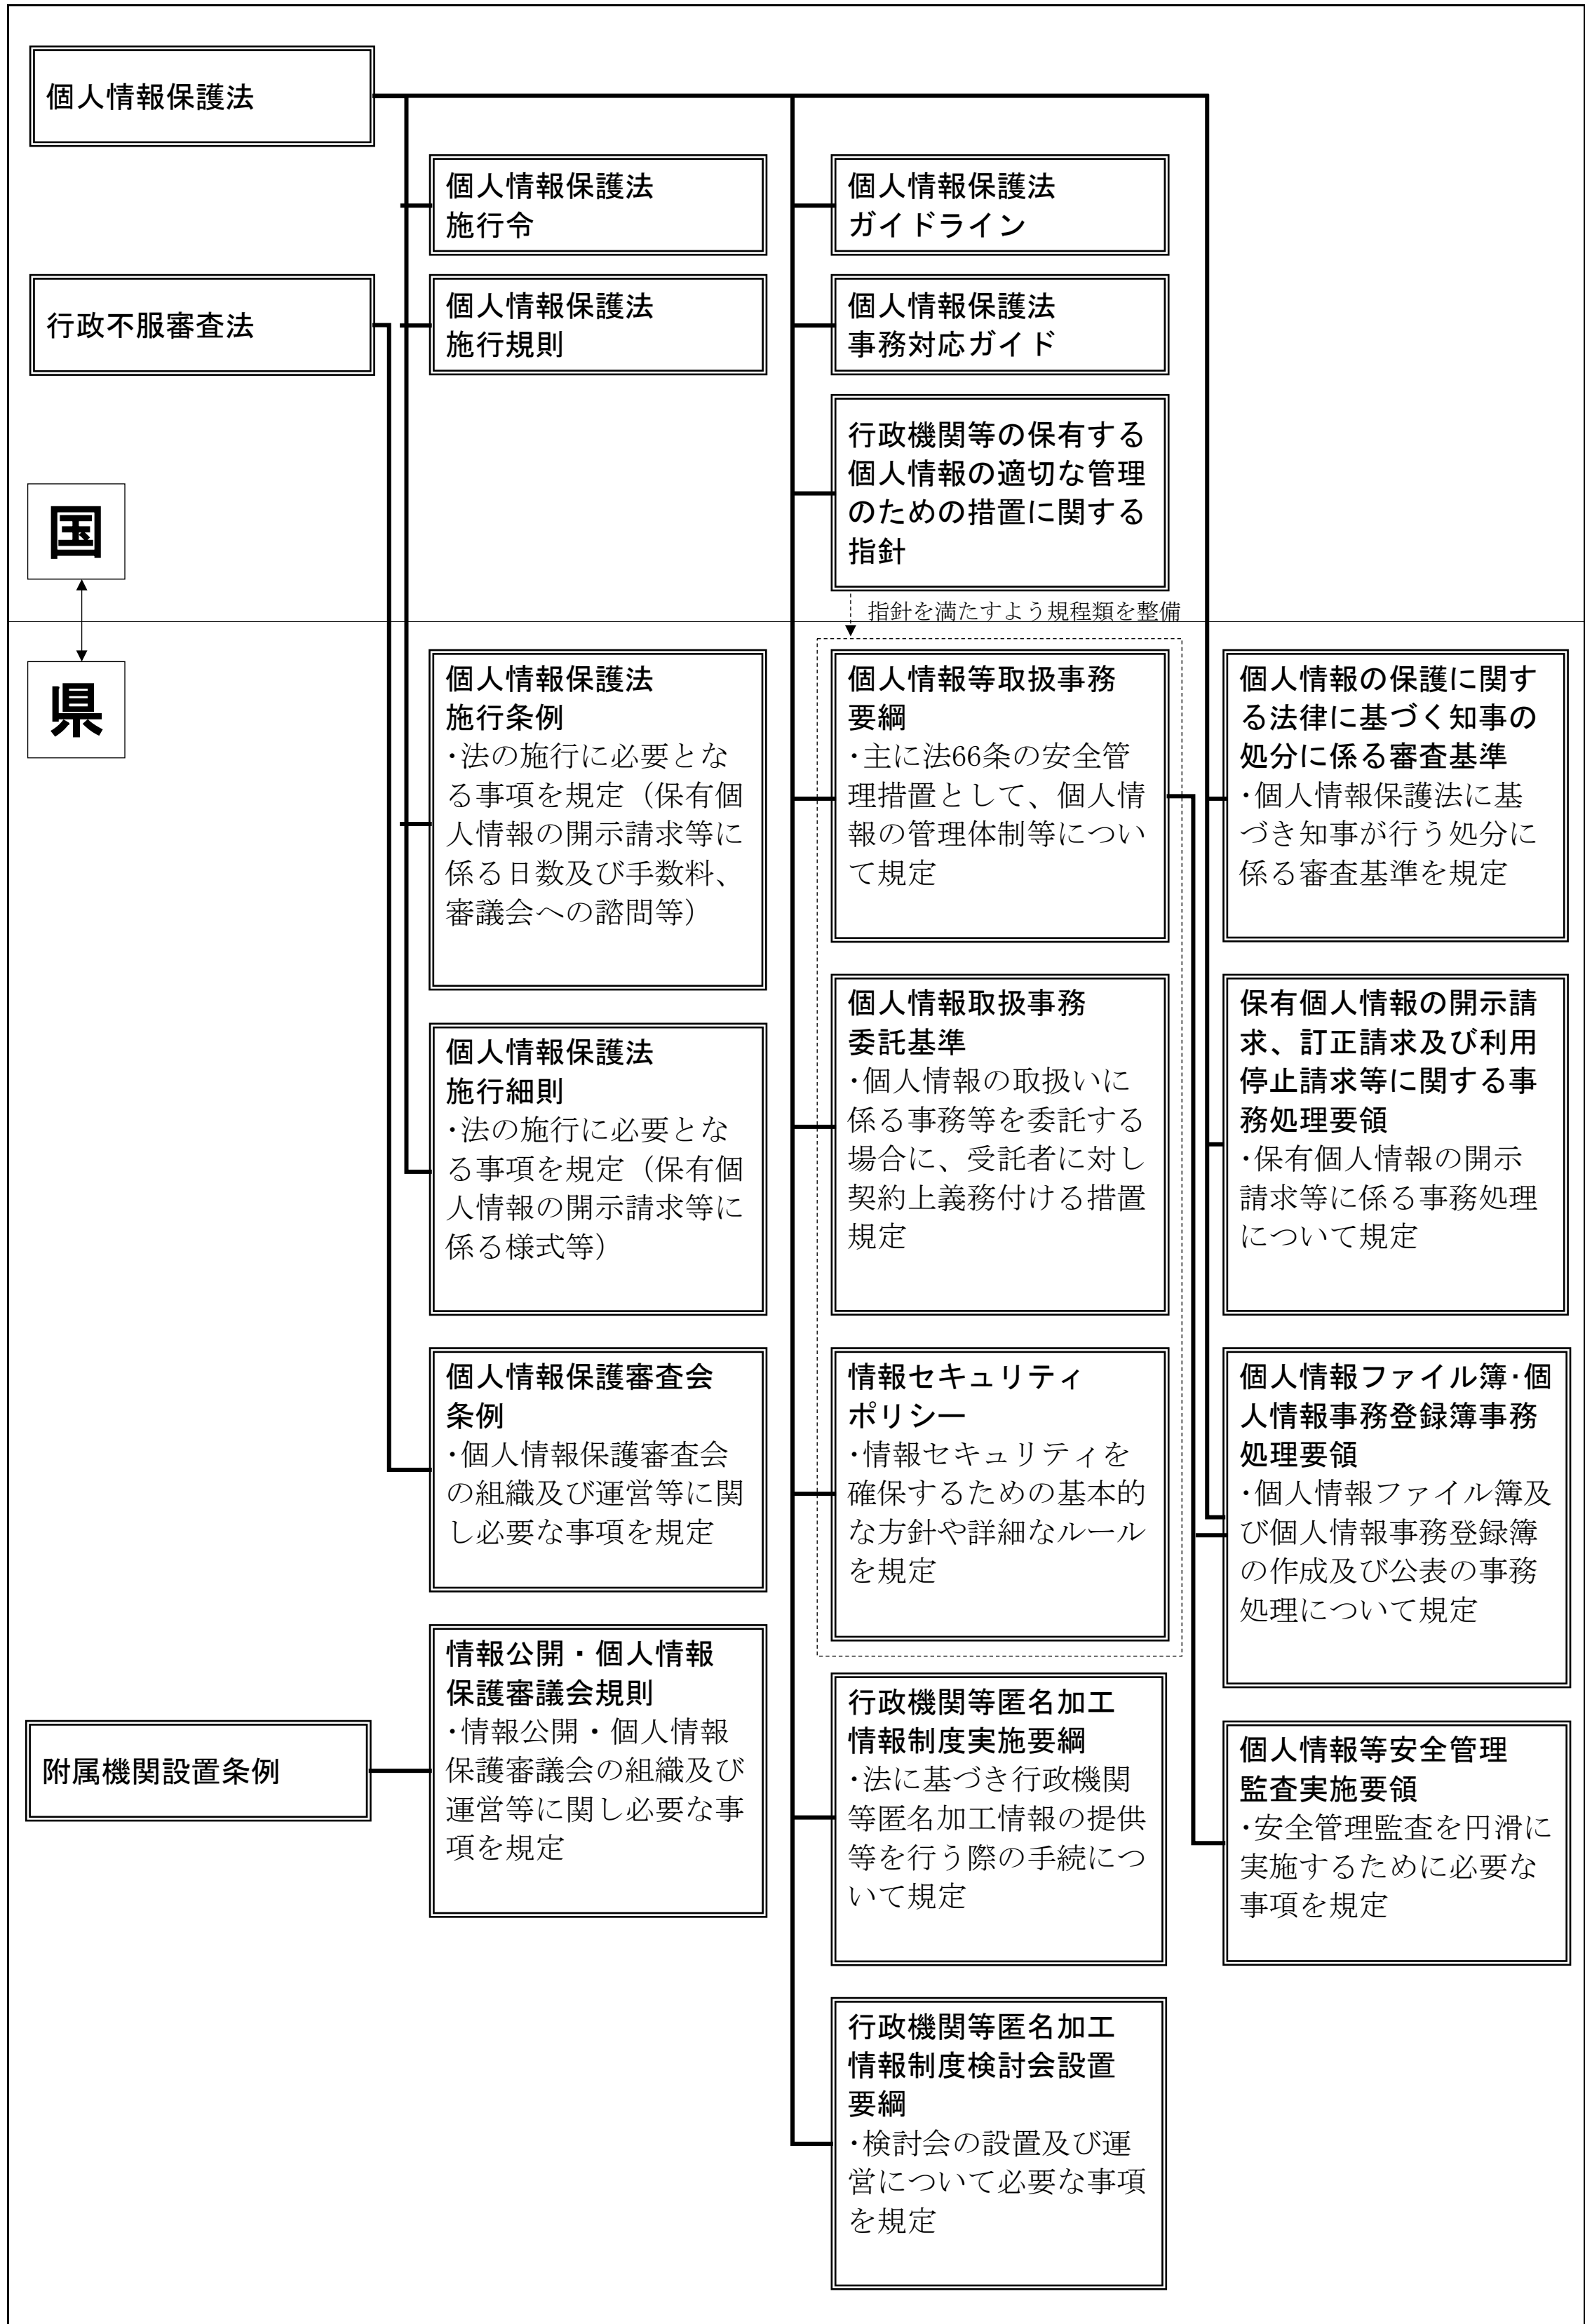 個人情報保護法
個人情報保護法
施行令
個人情報保護法
ガイドライン
行政不服審査法
個人情報保護法
施行規則
個人情報保護法
事務対応ガイド
行政機関等の保有する
個人情報の適切な管理
のための措置に関する
指針
国
指針を満たすよう規程類を整備
県
個人情報保護法
施行条例
・法の施行に必要とな
る事項を規定（保有個
人情報の開示請求等に
係る日数及び手数料、
審議会への諮問等）
個人情報等取扱事務
要綱
・主に法66条の安全管
理措置として、個人情
報の管理体制等につい
て規定
個人情報の保護に関す
る法律に基づく知事の
処分に係る審査基準
・個人情報保護法に基
づき知事が行う処分に
係る審査基準を規定
個人情報保護法
施行細則
・法の施行に必要とな
る事項を規定（保有個
人情報の開示請求等に
係る様式等）
個人情報取扱事務
委託基準
・個人情報の取扱いに
係る事務等を委託する
場合に、受託者に対し
契約上義務付ける措置
規定
保有個人情報の開示請
求、訂正請求及び利用
停止請求等に関する事
務処理要領
・保有個人情報の開示
請求等に係る事務処理
について規定
個人情報保護審査会
条例
・個人情報保護審査会
の組織及び運営等に関
し必要な事項を規定
情報セキュリティ
ポリシー
・情報セキュリティを
確保するための基本的
な方針や詳細なルール
を規定
個人情報ファイル簿・個
人情報事務登録簿事務
処理要領
・個人情報ファイル簿及
び個人情報事務登録簿
の作成及び公表の事務
処理について規定
附属機関設置条例
情報公開・個人情報
保護審議会規則
・情報公開・個人情報
保護審議会の組織及び
運営等に関し必要な事
項を規定
行政機関等匿名加工
情報制度実施要綱
・法に基づき行政機関
等匿名加工情報の提供
等を行う際の手続につ
いて規定
個人情報等安全管理
監査実施要領
・安全管理監査を円滑に
実施するために必要な
事項を規定
行政機関等匿名加工
情報制度検討会設置
要綱
・検討会の設置及び運
営について必要な事項
を規定